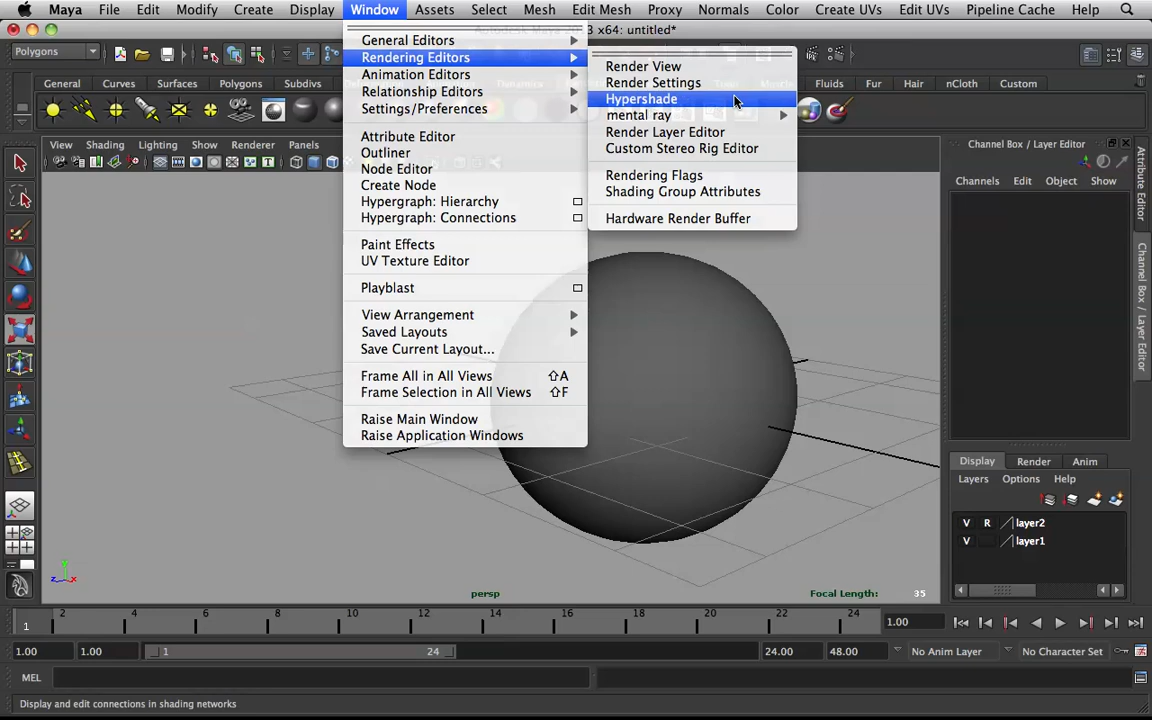 Maya File Edit Modify Create Display Window Assets Select Mesh Edit Mesh Proxy Normals Color Create UVs Edit UVs Pipeline Cache Help
x64: untitled*
Polygons
General Curves Polygons Subdivs Fluids Fur nCloth Custom
View Shading Lighting Show Renderer Panels
General Editors
Rendering Editors
Animation Editors
Relationship Editors
Settings/Preferences
Attribute Editor
Outliner
Node Editor
Create Node
Hypergraph: Hierarchy
Hypergraph: Connections
Paint Effects
UV Texture Editor
Playblast
View Arrangement
Saved Layouts
Save Current Layout...
Frame All in All Views ⇧A
Frame Selection in All Views ⇧F
Raise Main Window
Raise Application Windows
Render View
Render Settings
Hypershade
mental ray
Render Layer Editor
Custom Stereo Rig Editor
Rendering Flags
Shading Group Attributes
Hardware Render Buffer
Channel Box / Layer Editor
Channels Edit Object Show
Attribute Editor
Channel Box / Layer Editor
Display Render Anim
Layers Options Help
V R layer2
V layer1
y
z x
persp
Focal Length: 35
2 4 6 8 10 12 14 16 18 20 22 24
1
1.00
1.00 1.00 1 24 24.00 48.00 No Anim Layer No Character Set
MEL
Display and edit connections in shading networks